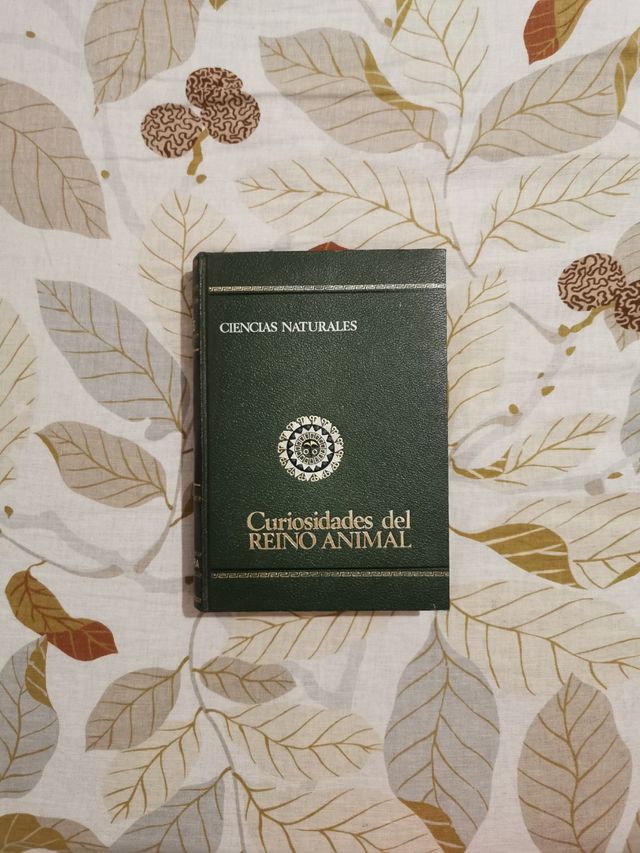 CIENCIAS NATURALES
Curiosidades del
REINO ANIMAL